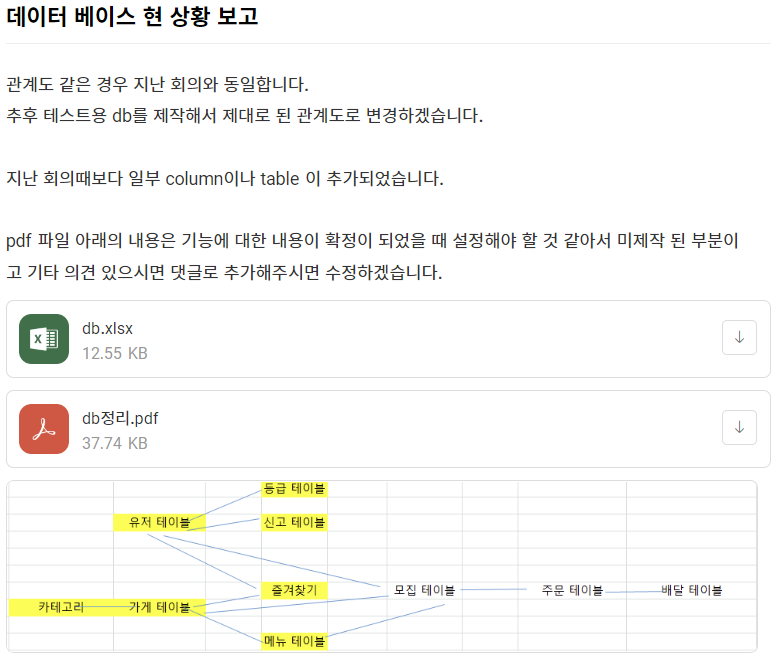 데이터 베이스 현 상황 보고
관계도 같은 경우 지난 회의와 동일합니다.
추후 테스트용 db를 제작해서 제대로 된 관계도로 변경하겠습니다.
지난 회의때보다 일부 column이나 table 이 추가되었습니다.
pdf 파일 아래의 내용은 기능에 대한 내용이 확정이 되었을 때 설정해야 할 것 같아서 미제작 된 부분이
고 기타 의견 있으시면 댓글로 추가해주시면 수정하겠습니다.
db.xlsx
12.55 KB
db정리.pdf
37.74 KB
등급 테이블
유저 테이블
신고 테이블
즐겨찾기
모집 테이블
주문 테이블
배달 테이블
카테고리
가게 테이블
메뉴 테이블